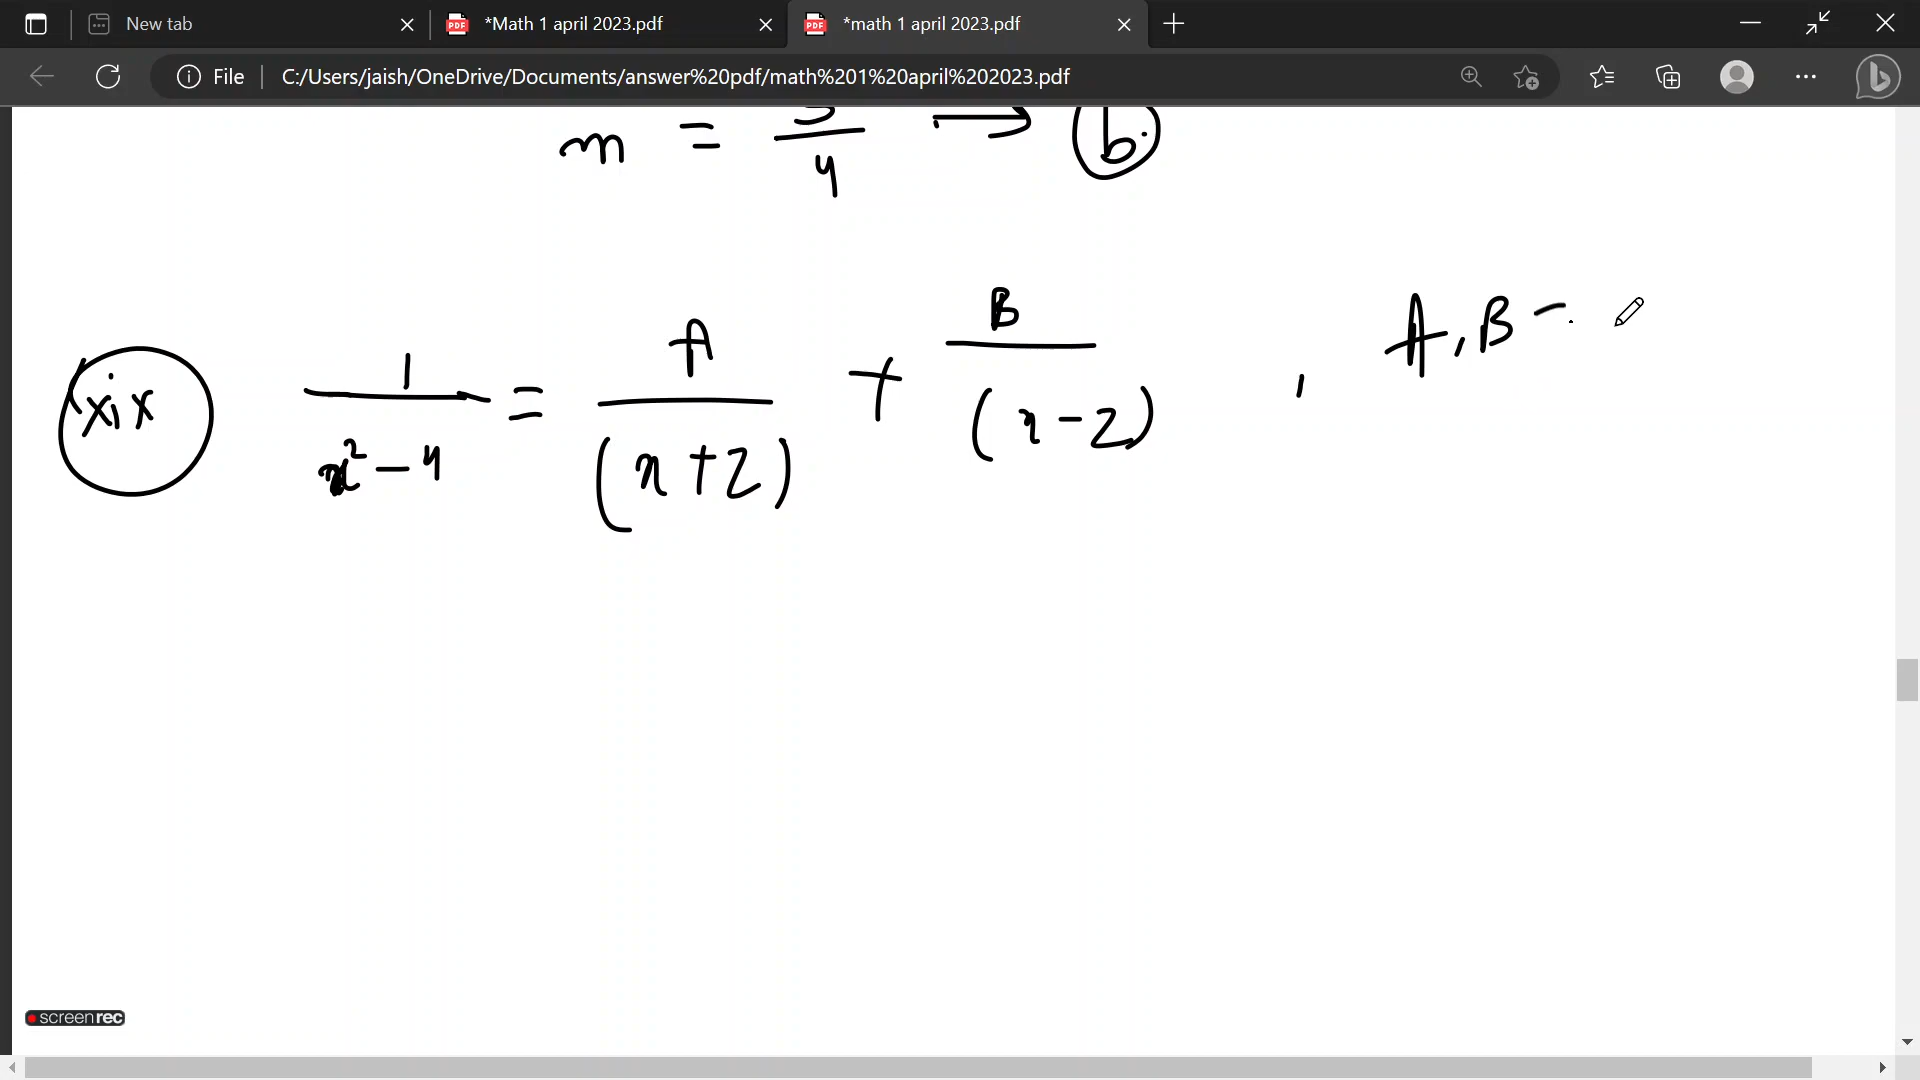 New tab *Math 1 april 2023.pdf *math 1 april 2023.pdf
File C:/Users/jaish/OneDrive/Documents/answer%20pdf/math%201%20april%202023.pdf
m = /4 → b.
xix 1/(x²-4) = A/(x+2) + B/(x-2) , A, B -.
screenrec